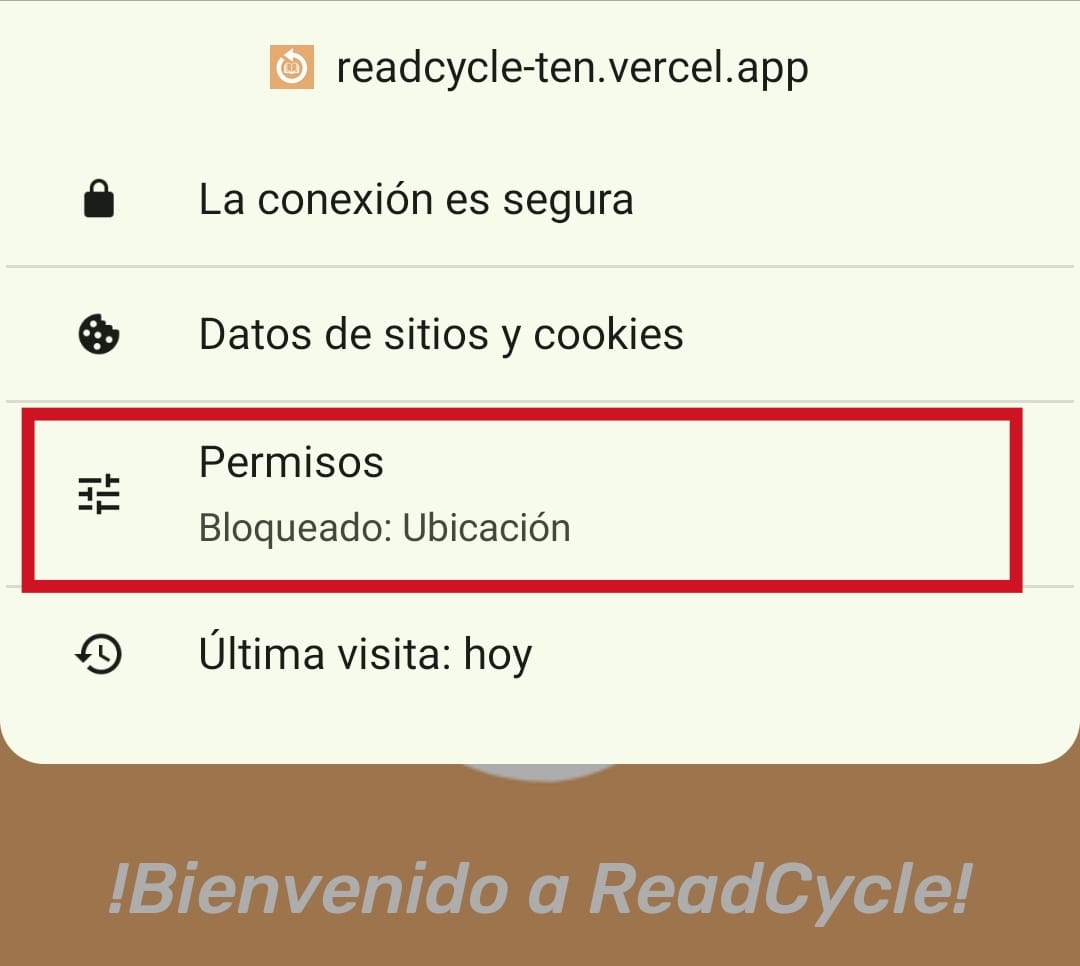 readcycle-ten.vercel.app
La conexión es segura
Datos de sitios y cookies
Permisos
Bloqueado: Ubicación
Última visita: hoy
!Bienvenido a ReadCycle!